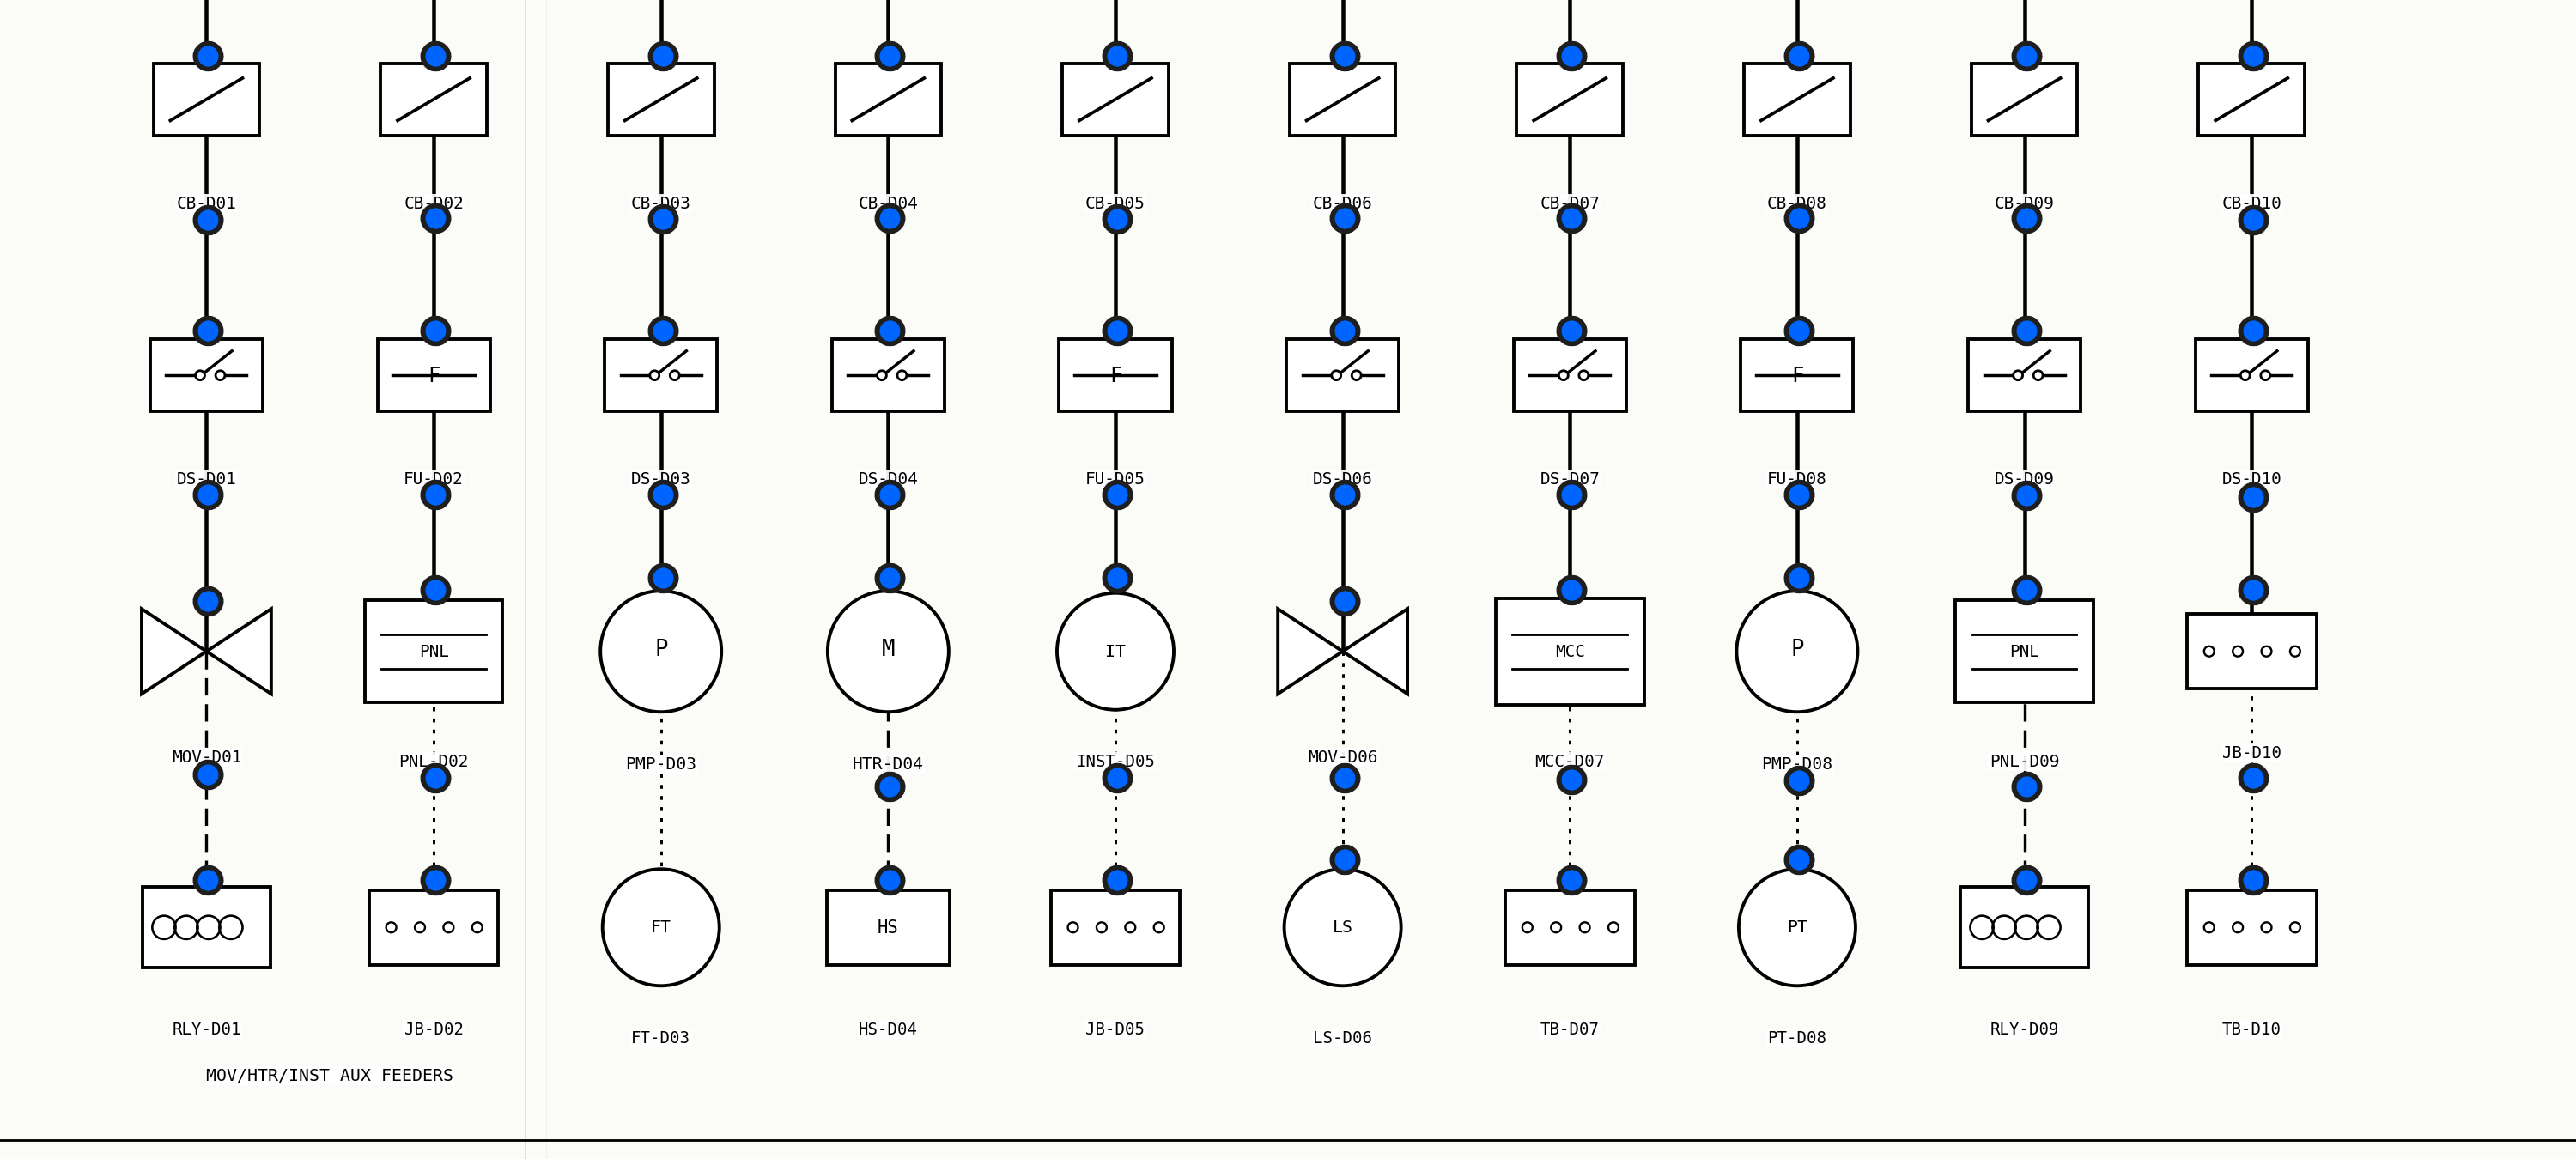 CB-D01 CB-D02 CB-D03 CB-D04 CB-D05 CB-D06 CB-D07 CB-D08 CB-D09 CB-D10
F F F
DS-D01 FU-D02 DS-D03 DS-D04 FU-D05 DS-D06 DS-D07 FU-D08 DS-D09 DS-D10
PNL P M IT MCC P PNL
MOV-D01 PNL-D02 PMP-D03 HTR-D04 INST-D05 MOV-D06 MCC-D07 PMP-D08 PNL-D09 JB-D10
FT HS LS PT
RLY-D01 JB-D02 FT-D03 HS-D04 JB-D05 LS-D06 TB-D07 PT-D08 RLY-D09 TB-D10
MOV/HTR/INST AUX FEEDERS